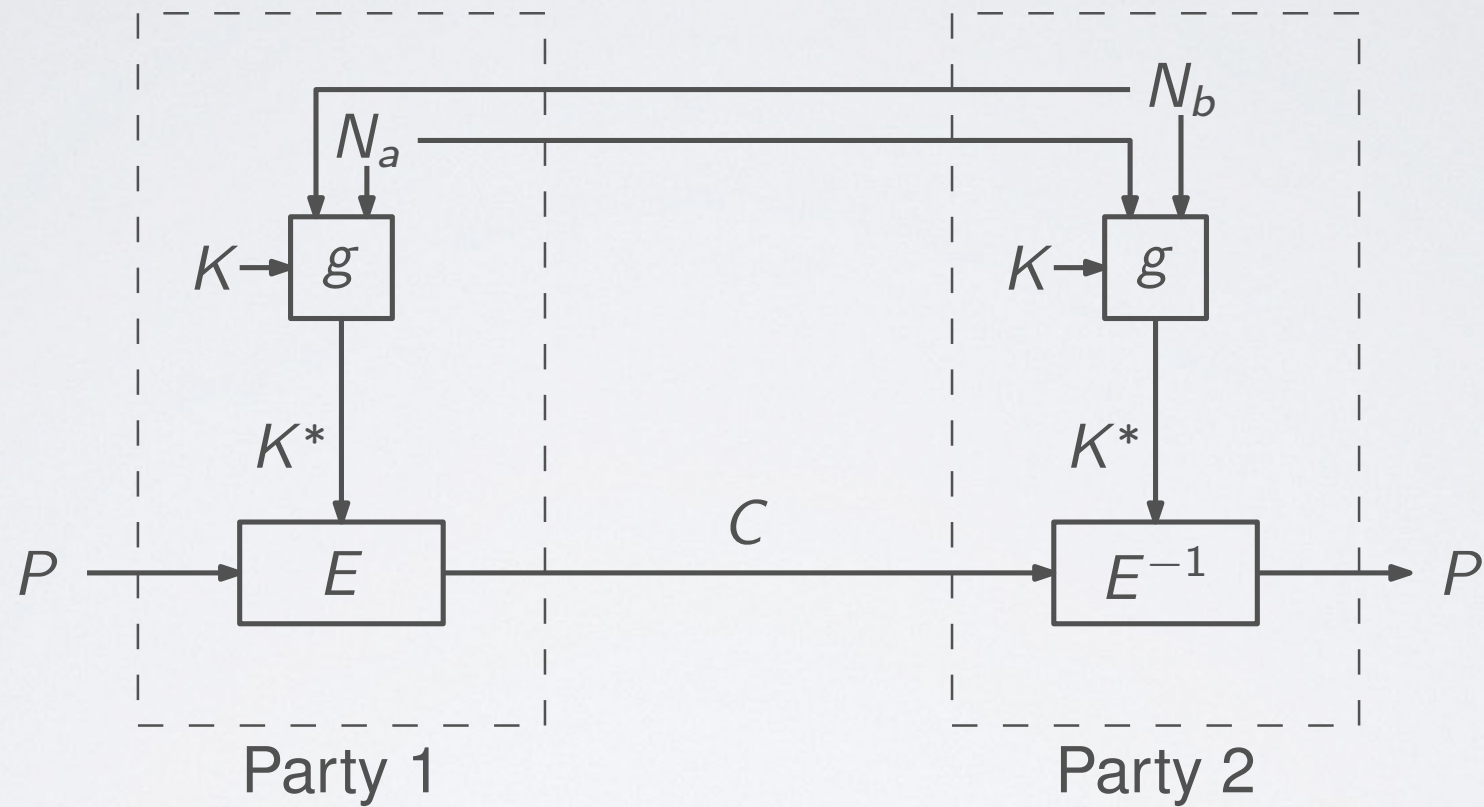 N_b
N_a
K g K g
K* K*
C
P E E^{-1} P
Party 1 Party 2